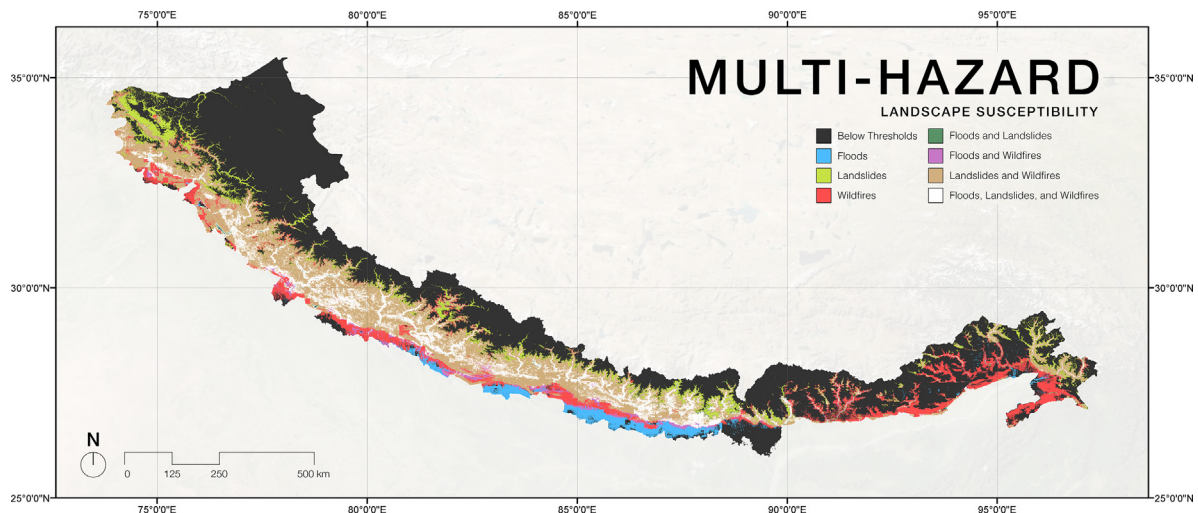 75°0'0"E 80°0'0"E 85°0'0"E 90°0'0"E 95°0'0"E
35°0'0"N 35°0'0"N
MULTI-HAZARD
LANDSCAPE SUSCEPTIBILITY
Below Thresholds Floods and Landslides
Floods Floods and Wildfires
Landslides Landslides and Wildfires
Wildfires Floods, Landslides, and Wildfires
30°0'0"N 30°0'0"N
N
0 125 250 500 km
25°0'0"N 25°0'0"N
75°0'0"E 80°0'0"E 85°0'0"E 90°0'0"E 95°0'0"E